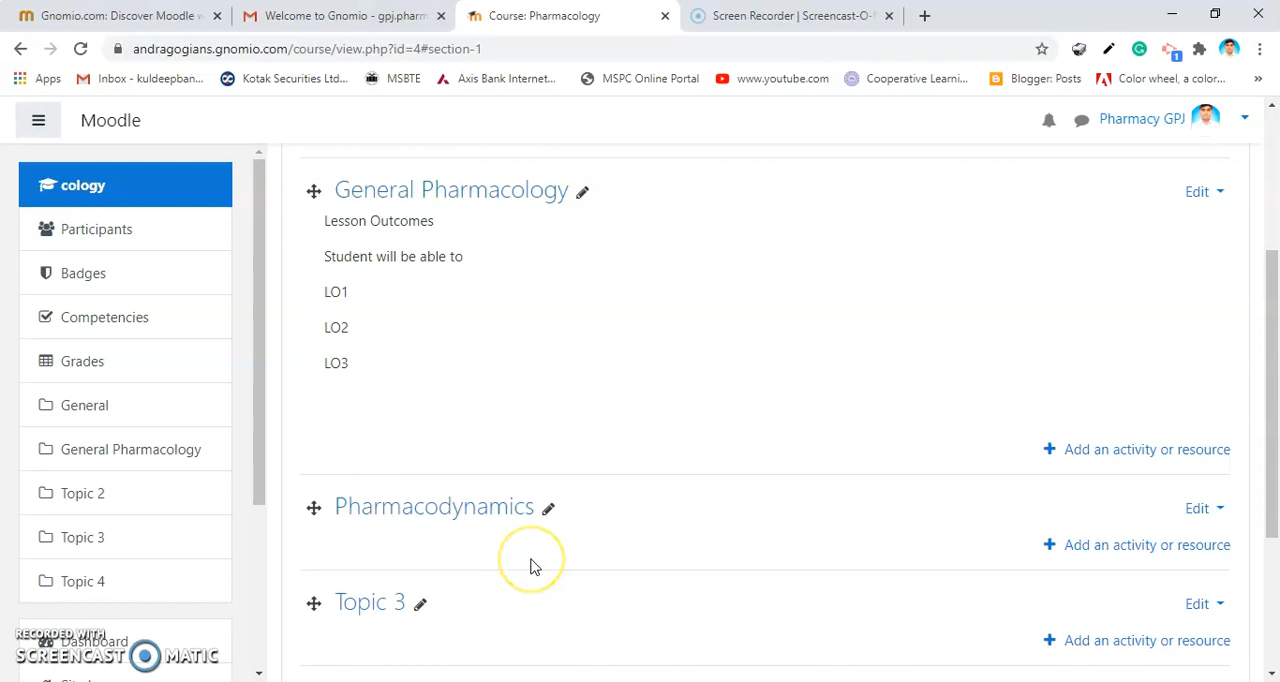 Gnomio.com: Discover Moodle w
Welcome to Gnomio - gpj.pharm
Course: Pharmacology
Screen Recorder | Screencast-O-
andragogians.gnomio.com/course/view.php?id=4#section-1
1
Apps
Inbox - kuldeepban...
Kotak Securities Ltd...
MSBTE
Axis Bank Internet...
MSPC Online Portal
www.youtube.com
Cooperative Learni...
Blogger: Posts
Color wheel, a color...
»
Moodle
Pharmacy GPJ
cology
Participants
Badges
Competencies
Grades
General
General Pharmacology
Topic 2
Topic 3
Topic 4
Dashboard
RECORDED WITH
SCREENCAST MATIC
General Pharmacology
Edit
Lesson Outcomes
Student will be able to
LO1
LO2
LO3
Add an activity or resource
Pharmacodynamics
Edit
Add an activity or resource
Topic 3
Edit
Add an activity or resource